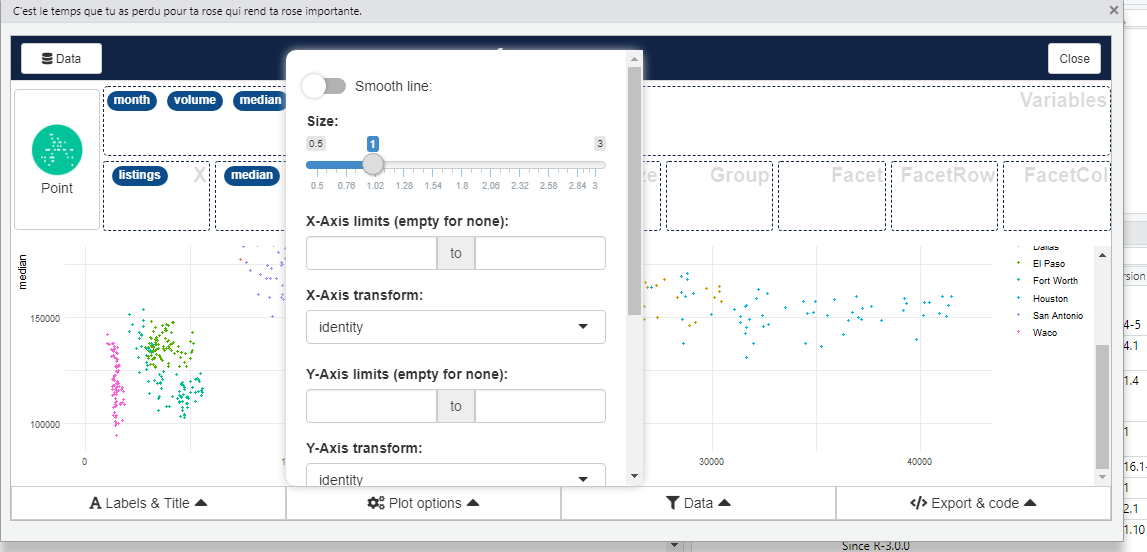 C'est le temps que tu as perdu pour ta rose qui rend ta rose importante.
Data
Close
Smooth line:
month volume median
Variables
Size:
0.5 1 3
0.5 0.76 1.02 1.28 1.54 1.8 2.06 2.32 2.58 2.84 3
Point
listings X median
Group Facet FacetRow FacetCol
X-Axis limits (empty for none):
to
X-Axis transform:
identity
Y-Axis limits (empty for none):
to
Y-Axis transform:
identity
median
150000
100000
0
30000
40000
Dallas
El Paso
Fort Worth
Houston
San Antonio
Waco
A Labels & Title
Plot options
Data
Export & code
4-5
4.1
1.4
1
16.1-
1
2.1
1.10
Since R-3.0.0